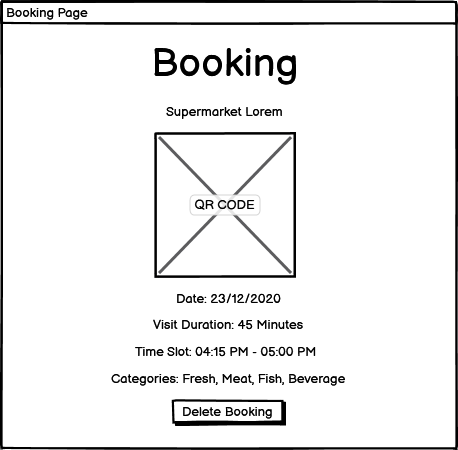 Booking Page
Booking
Supermarket Lorem
QR CODE
Date: 23/12/2020
Visit Duration: 45 Minutes
Time Slot: 04:15 PM - 05:00 PM
Categories: Fresh, Meat, Fish, Beverage
Delete Booking